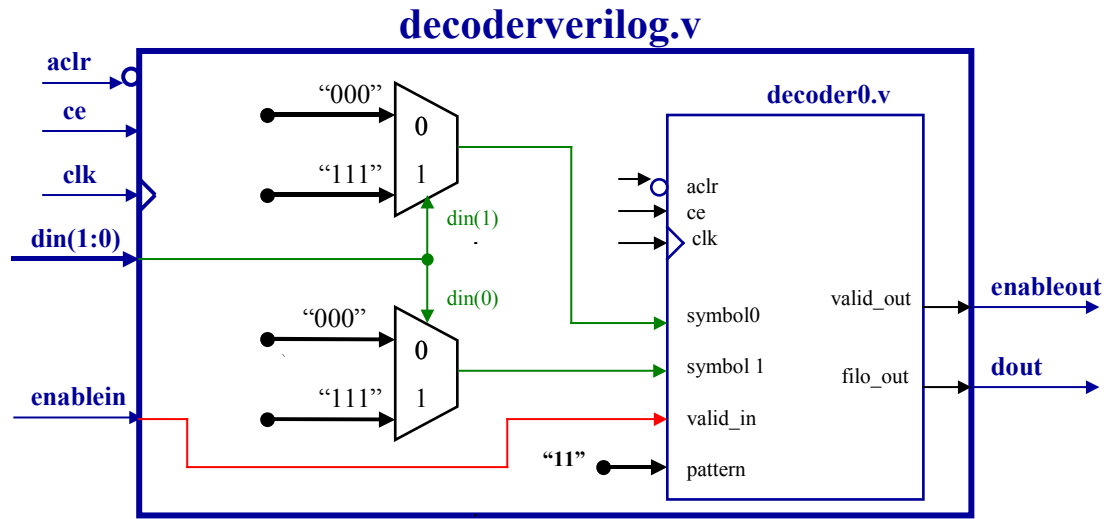 decoderverilog.v
aclr
ce
clk
din(1:0)
enablein
“000”
0
“111”
1
din(1)
din(0)
“000”
0
“111”
1
decoder0.v
aclr
ce
clk
symbol0
symbol 1
valid_in
“11”
pattern
valid_out
filo_out
enableout
dout